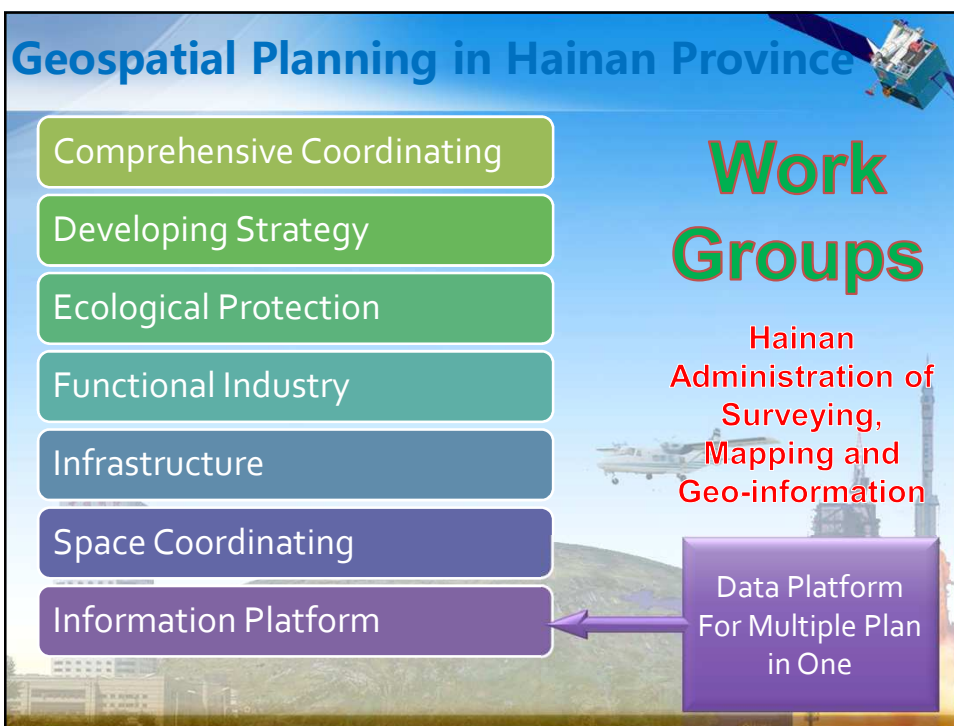 Geospatial Planning in Hainan Province
Comprehensive Coordinating
Developing Strategy
Ecological Protection
Functional Industry
Infrastructure
Space Coordinating
Information Platform
Work
Groups
Hainan
Administration of
Surveying,
Mapping and
Geo-information
Data Platform
For Multiple Plan
in One